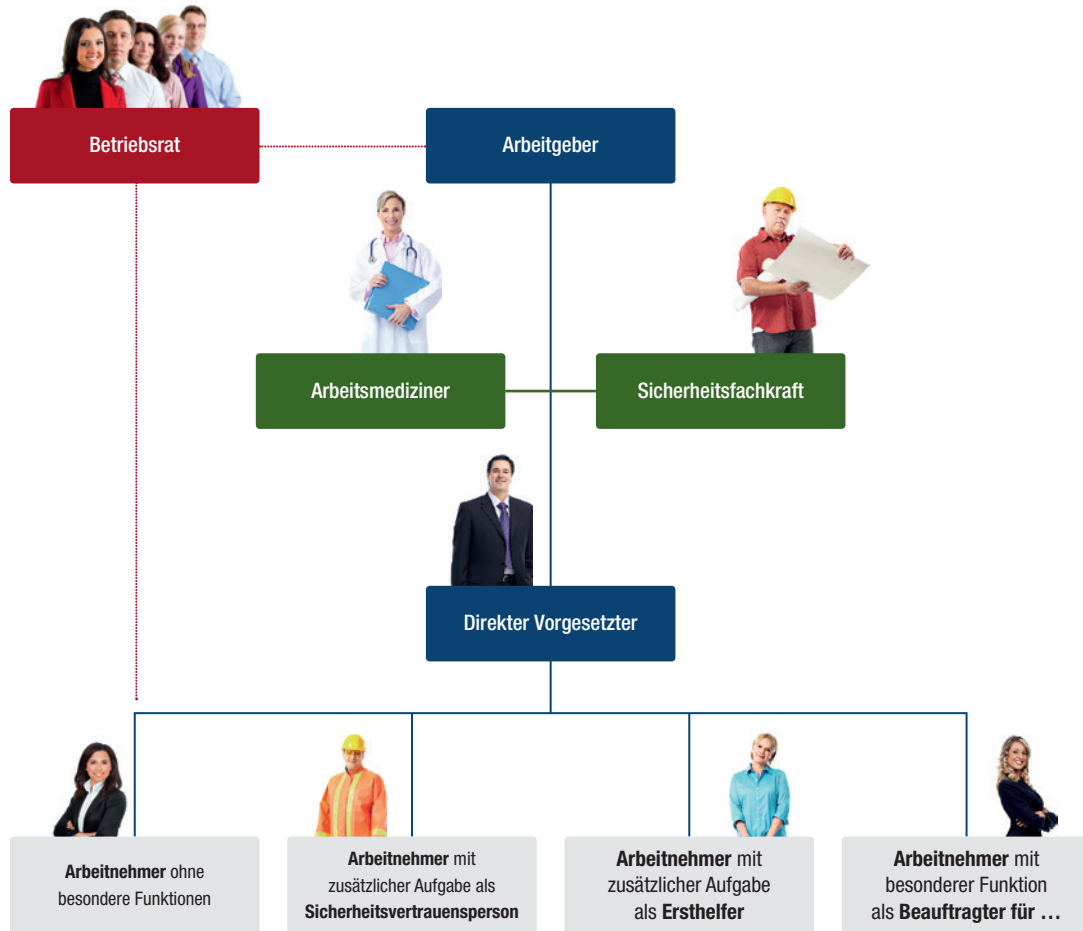 Betriebsrat
Arbeitgeber
Arbeitsmediziner
Sicherheitsfachkraft
Direkter Vorgesetzter
Arbeitnehmer ohne
besondere Funktionen
Arbeitnehmer mit
zusätzlicher Aufgabe als
Sicherheitsvertrauensperson
Arbeitnehmer mit
zusätzlicher Aufgabe
als Ersthelfer
Arbeitnehmer mit
besonderer Funktion
als Beauftragter für …